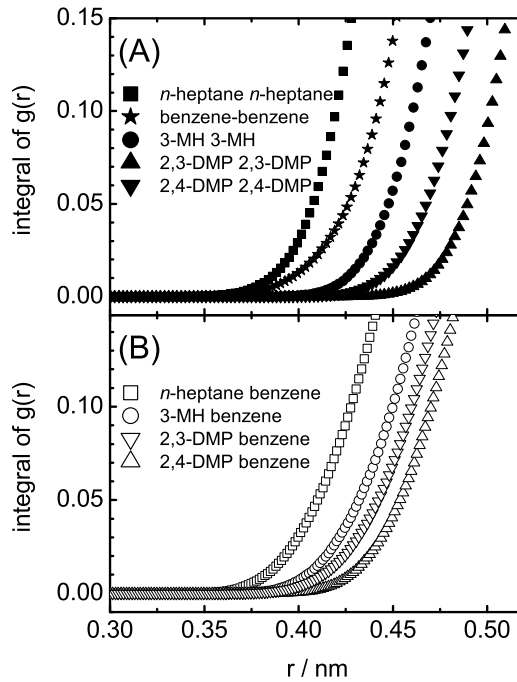 0.15
(A)
n-heptane n-heptane
benzene-benzene
3-MH 3-MH
2,3-DMP 2,3-DMP
2,4-DMP 2,4-DMP
0.10
0.05
0.00
integral of g(r)
(B)
n-heptane benzene
3-MH benzene
2,3-DMP benzene
2,4-DMP benzene
0.10
0.05
0.00
integral of g(r)
0.30 0.35 0.40 0.45 0.50
r / nm